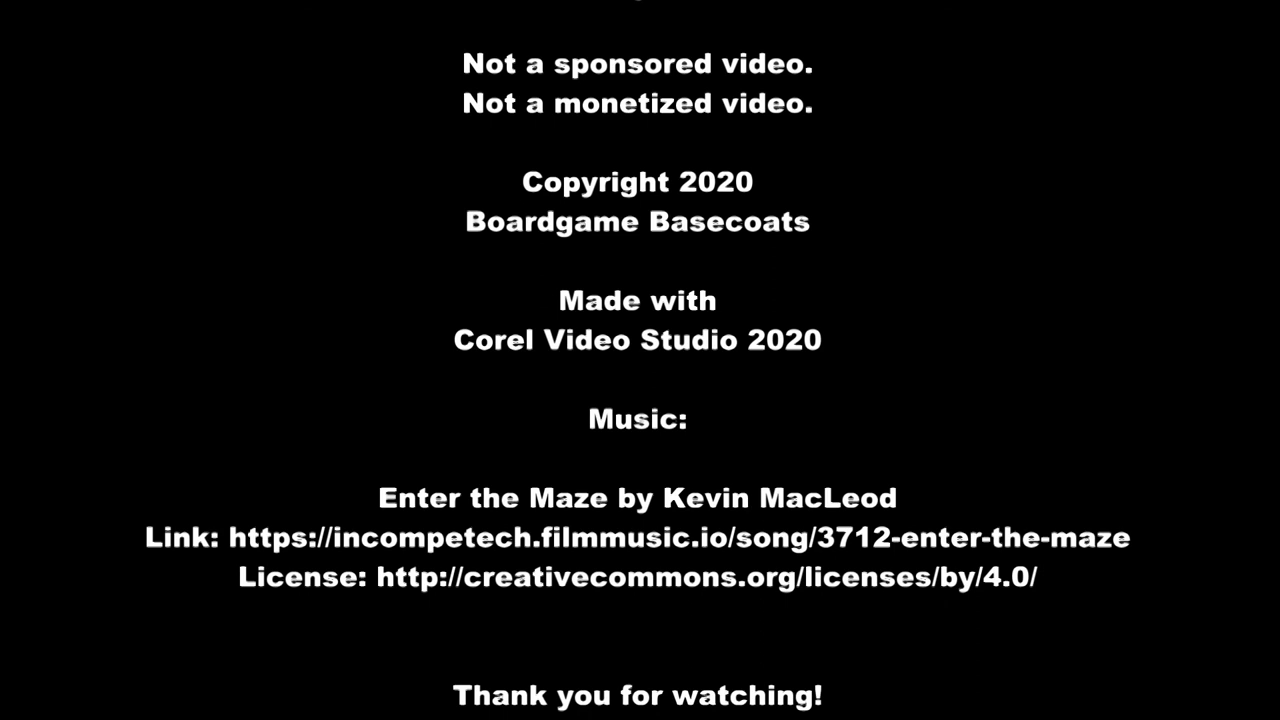 Not a sponsored video.
Not a monetized video.
Copyright 2020
Boardgame Basecoats
Made with
Corel Video Studio 2020
Music:
Enter the Maze by Kevin MacLeod
Link: https://incompetech.filmmusic.io/song/3712-enter-the-maze
License: http://creativecommons.org/licenses/by/4.0/
Thank you for watching!